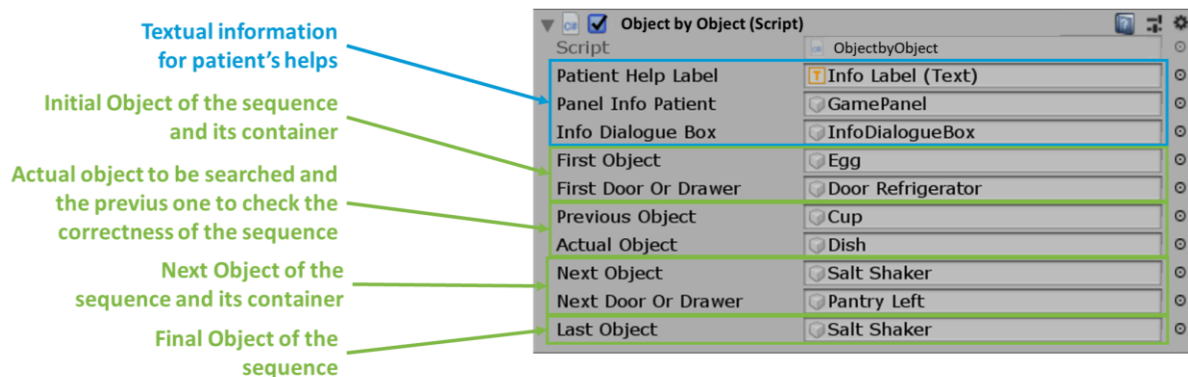 Textual information
for patient's helps
Initial Object of the sequence
and its container
Actual object to be searched and
the previus one to check the
correctness of the sequence
Next Object of the
sequence and its container
Final Object of the
sequence
C# Object by Object (Script)
Script C# ObjectbyObject
Patient Help Label T Info Label (Text)
Panel Info Patient GamePanel
Info Dialogue Box InfoDialogueBox
First Object Egg
First Door Or Drawer Door Refrigerator
Previous Object Cup
Actual Object Dish
Next Object Salt Shaker
Next Door Or Drawer Pantry Left
Last Object Salt Shaker